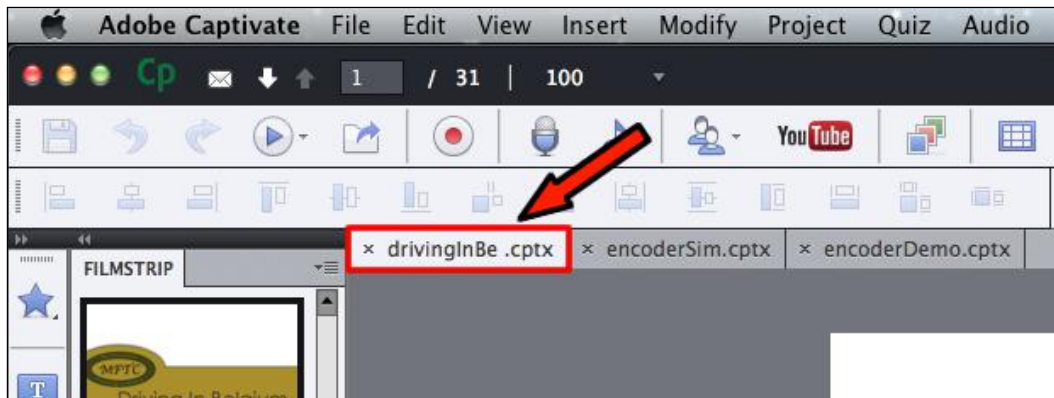 Adobe Captivate File Edit View Insert Modify Project Quiz Audio
Cp 1 / 31 | 100
YouTube
× drivingInBe .cptx × encoderSim.cptx × encoderDemo.cptx
FILMSTRIP
MPTC
Driving In Belgium
T